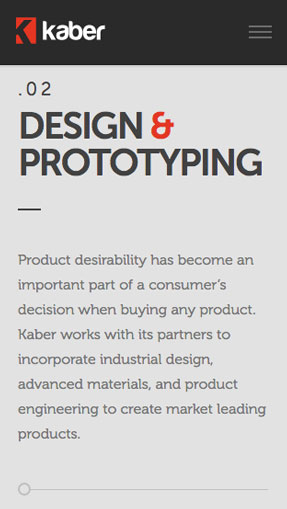 kaber
.02
DESIGN &
PROTOTYPING
Product desirability has become an
important part of a consumer’s
decision when buying any product.
Kaber works with its partners to
incorporate industrial design,
advanced materials, and product
engineering to create market leading
products.